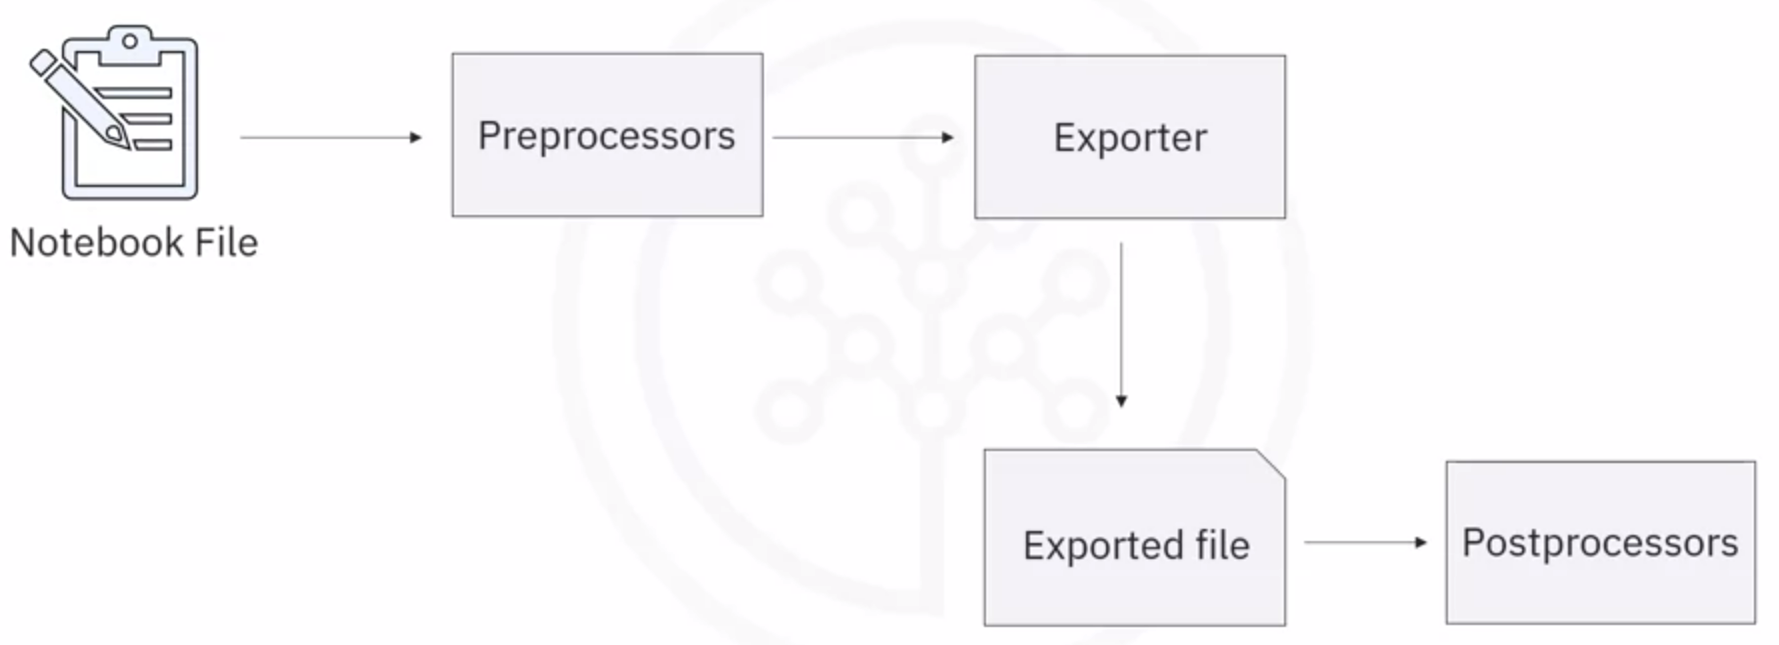 Preprocessors
Exporter
Notebook File
Exported file
Postprocessors